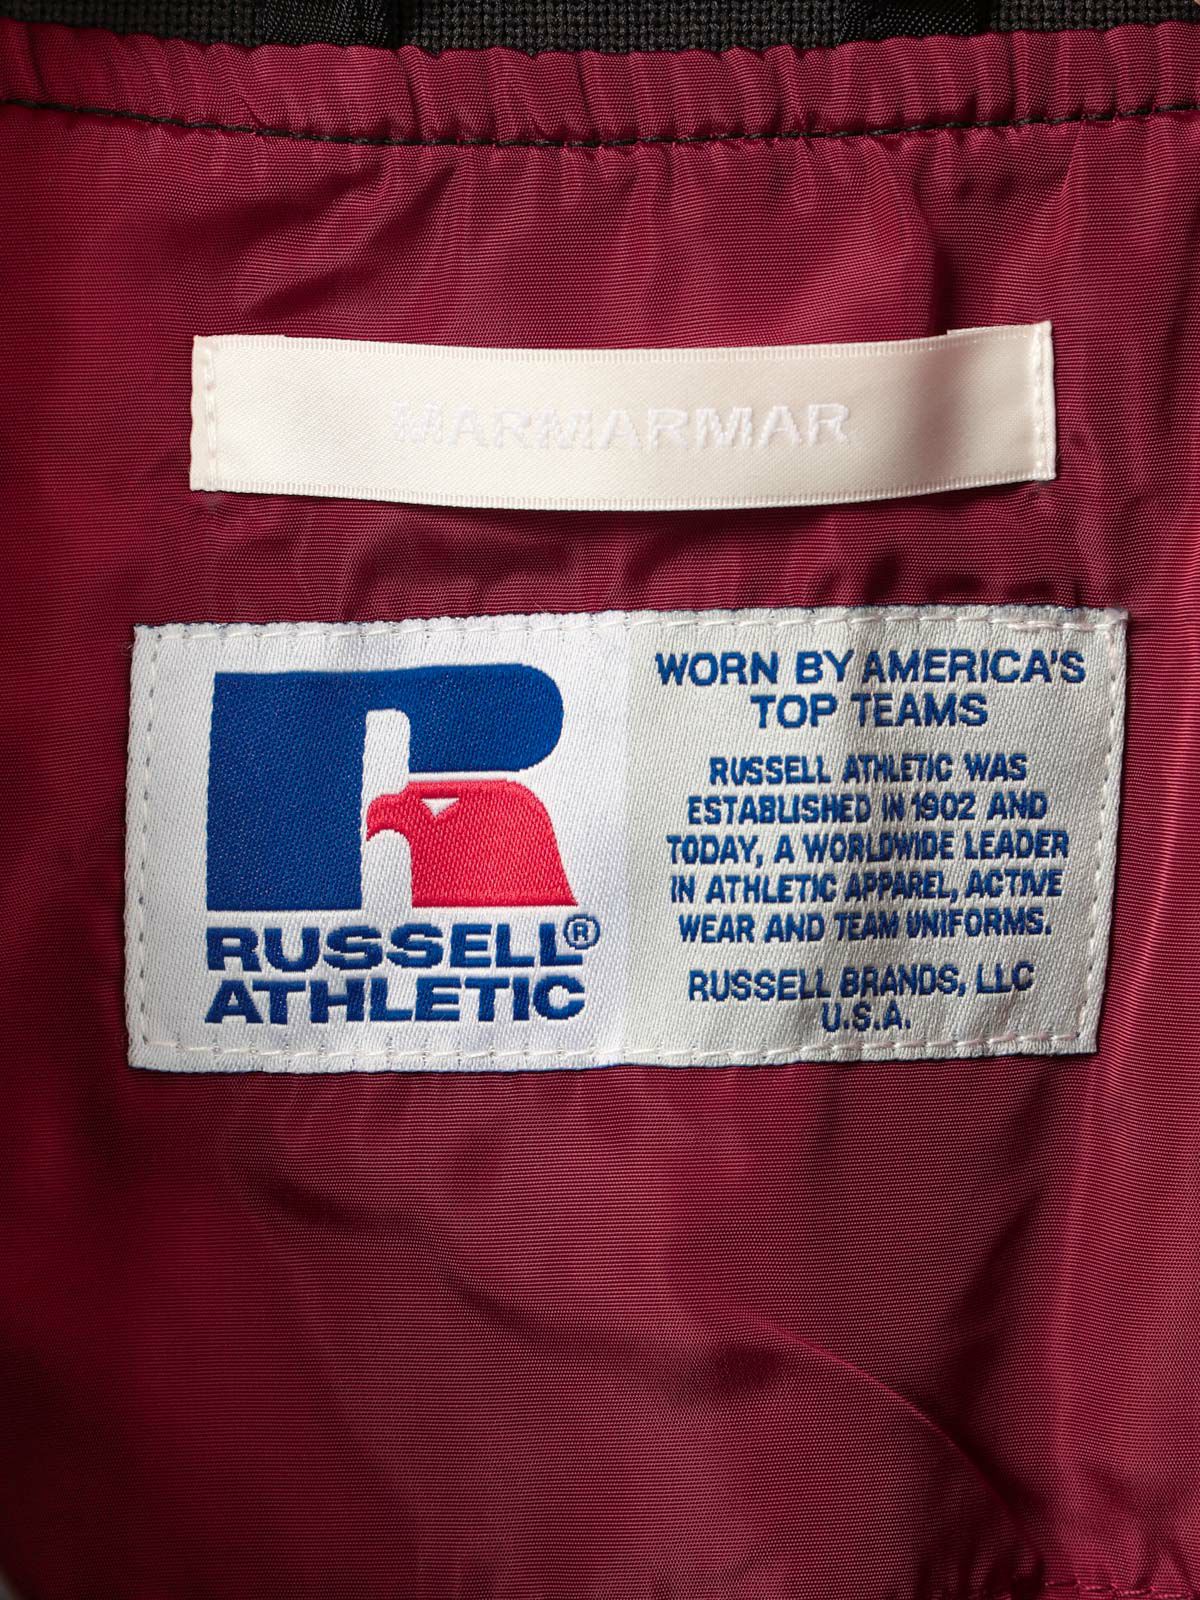 MARMARMAR
RUSSELL®
ATHLETIC
WORN BY AMERICA'S
TOP TEAMS
RUSSELL ATHLETIC WAS
ESTABLISHED IN 1902 AND
TODAY, A WORLDWIDE LEADER
IN ATHLETIC APPAREL, ACTIVE
WEAR AND TEAM UNIFORMS.
RUSSELL BRANDS, LLC
U.S.A.